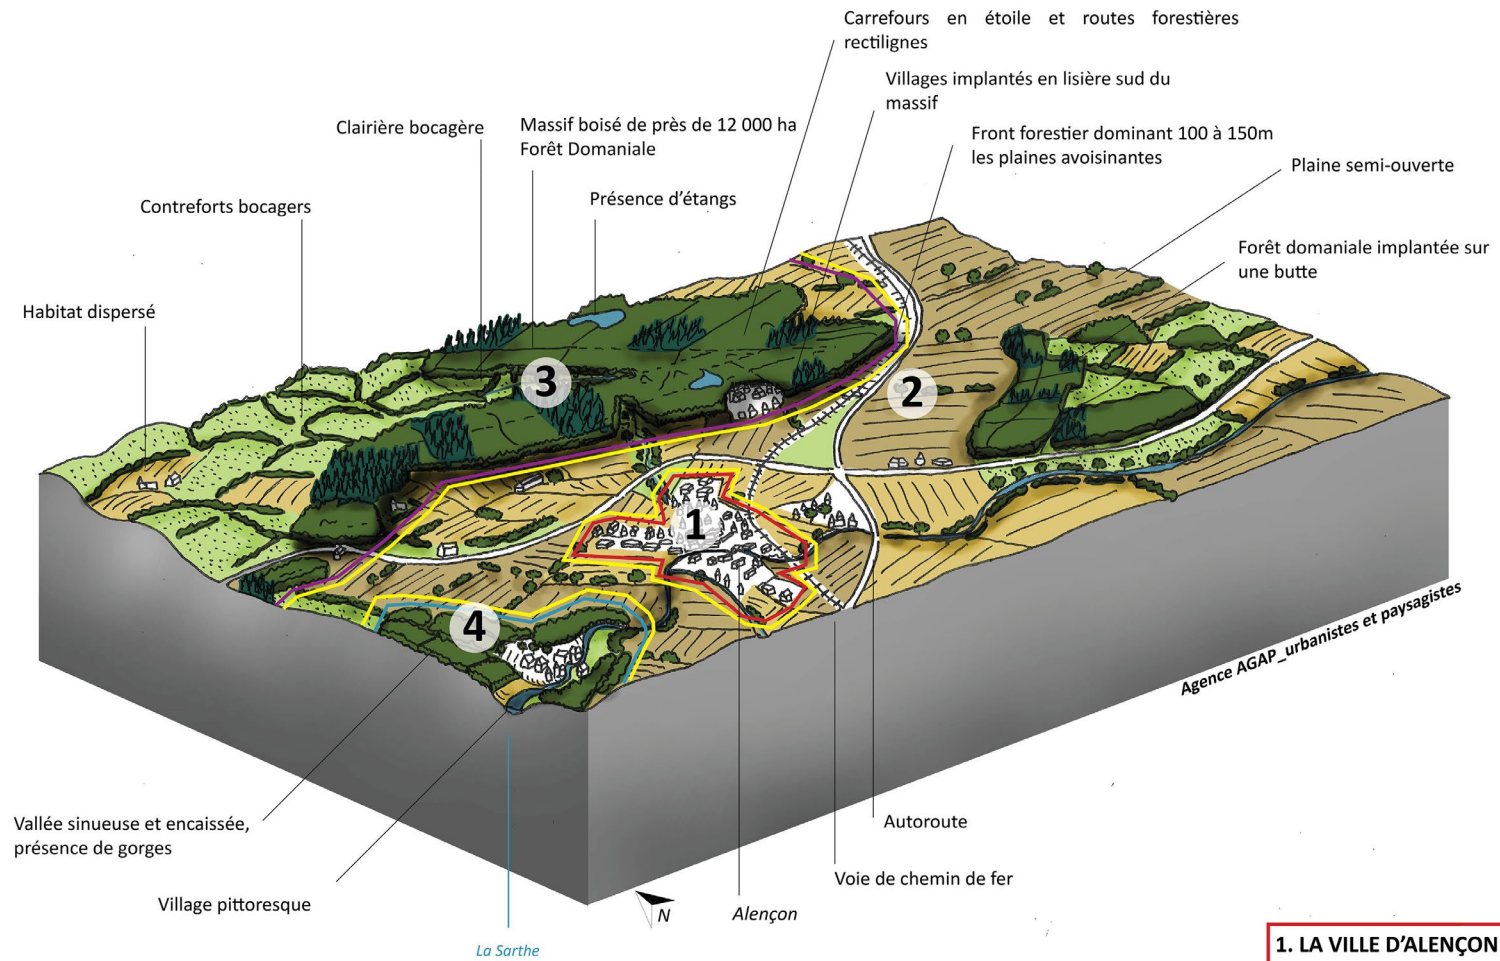 Carrefours en étoile et routes forestières
rectilignes
Villages implantés en lisière sud du
massif
Clairière bocagère
Massif boisé de près de 12 000 ha
Forêt Domaniale
Front forestier dominant 100 à 150m
les plaines avoisinantes
Plaine semi-ouverte
Contreforts bocagers
Présence d'étangs
Forêt domaniale implantée sur
une butte
Habitat dispersé
3
2
1
4
Agence AGAP_urbanistes et paysagistes
Vallée sinueuse et encaissée,
présence de gorges
Autoroute
Voie de chemin de fer
Village pittoresque
N
Alençon
La Sarthe
1. LA VILLE D'ALENÇON